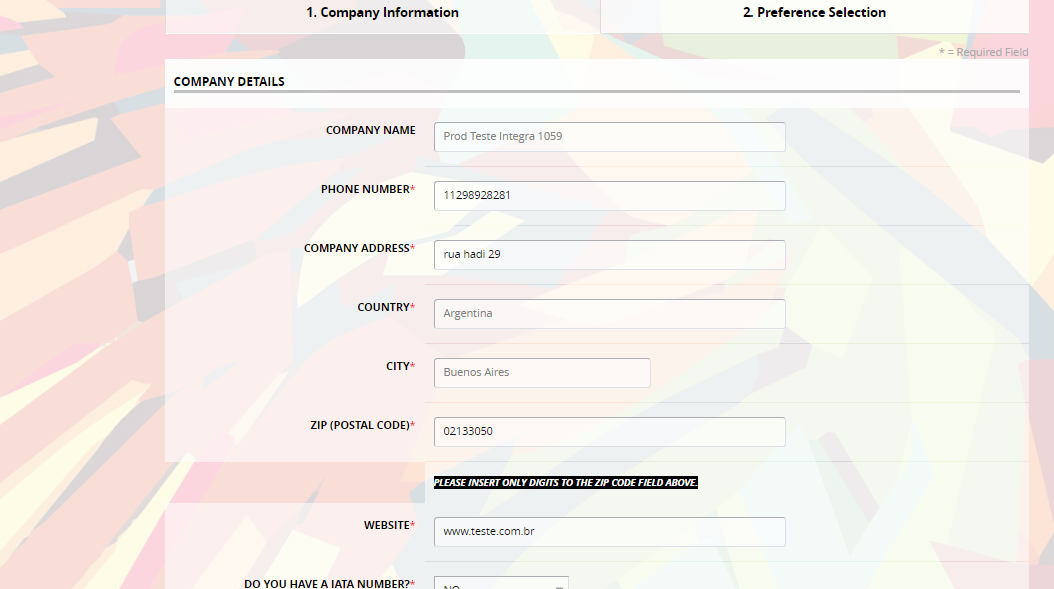 1. Company Information
2. Preference Selection
* = Required Field
COMPANY DETAILS
COMPANY NAME
Prod Teste Integra 1059
PHONE NUMBER*
11298928281
COMPANY ADDRESS*
rua hadi 29
COUNTRY*
Argentina
CITY*
Buenos Aires
ZIP (POSTAL CODE)*
02133050
PLEASE INSERT ONLY DIGITS TO THE ZIP CODE FIELD ABOVE.
WEBSITE*
www.teste.com.br
DO YOU HAVE A IATA NUMBER?*
NO